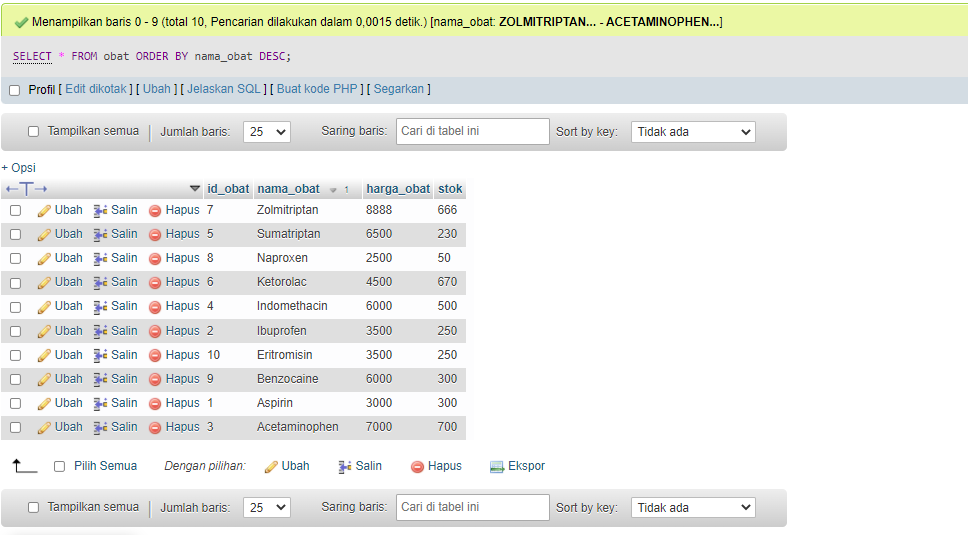 Menampilkan baris 0 - 9 (total 10, Pencarian dilakukan dalam 0,0015 detik.) [nama_obat: ZOLMITRIPTAN... - ACETAMINOPHEN...]
SELECT * FROM obat ORDER BY nama_obat DESC;
Profil [ Edit dikotak ] [ Ubah ] [ Jelaskan SQL ] [ Buat kode PHP ] [ Segarkan ]
Tampilkan semua | Jumlah baris: 25 Saring baris: Cari di tabel ini Sort by key: Tidak ada
+ Opsi
id_obat nama_obat 1 harga_obat stok
Ubah Salin Hapus 7 Zolmitriptan 8888 666
Ubah Salin Hapus 5 Sumatriptan 6500 230
Ubah Salin Hapus 8 Naproxen 2500 50
Ubah Salin Hapus 6 Ketorolac 4500 670
Ubah Salin Hapus 4 Indomethacin 6000 500
Ubah Salin Hapus 2 Ibuprofen 3500 250
Ubah Salin Hapus 10 Eritromisin 3500 250
Ubah Salin Hapus 9 Benzocaine 6000 300
Ubah Salin Hapus 1 Aspirin 3000 300
Ubah Salin Hapus 3 Acetaminophen 7000 700
Pilih Semua Dengan pilihan: Ubah Salin Hapus Ekspor
Tampilkan semua | Jumlah baris: 25 Saring baris: Cari di tabel ini Sort by key: Tidak ada